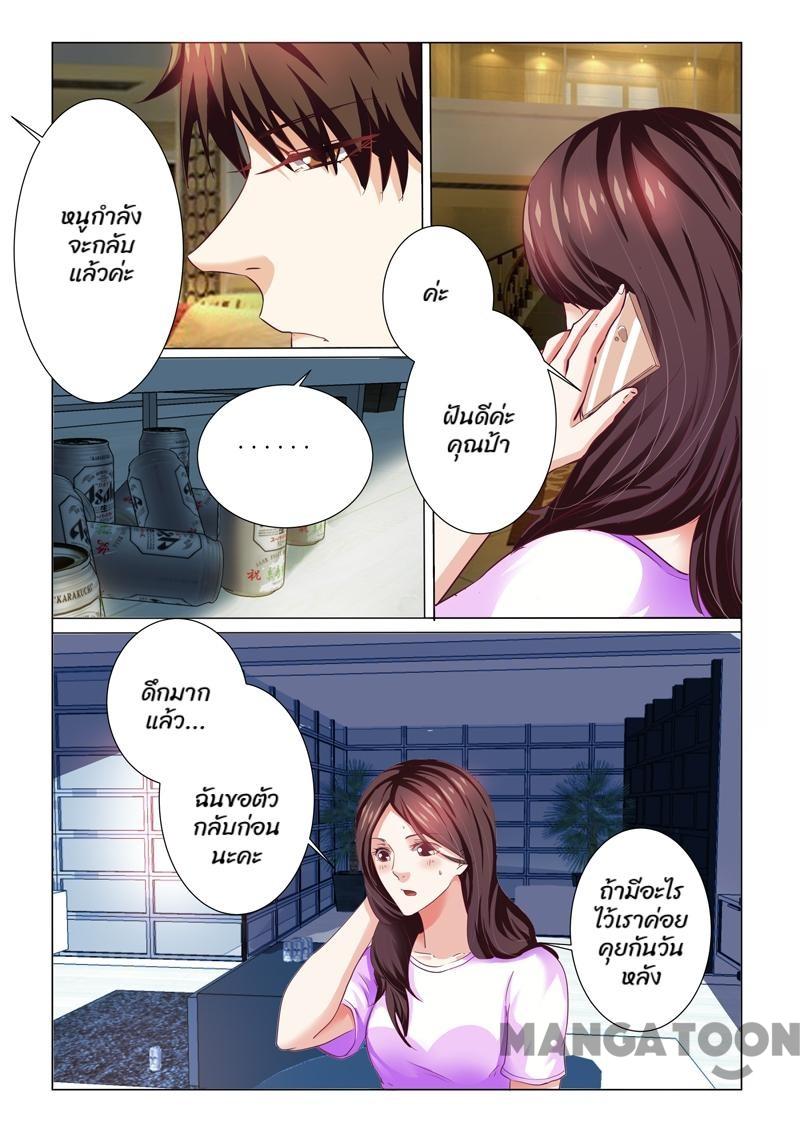 หนูกำลัง
จะกลับ
แล้วค่ะ
ค่ะ
ฝันดีค่ะ
คุณป้า
......
"KARAKUCHI"
祝
ดึกมาก
แล้ว...
ฉันขอตัว
กลับก่อน
นะคะ
ถ้ามีอะไร
ไว้เราค่อย
คุยกันวัน
หลัง
MANGATOON